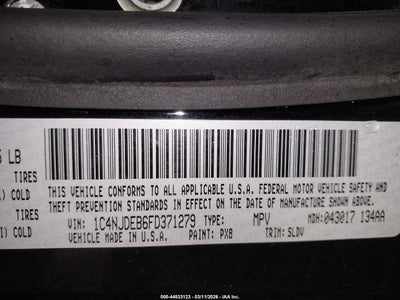 5 LB
TIRES
I) COLD
TIRES
I) COLD
THIS VEHICLE CONFORMS TO ALL APPLICABLE U.S.A. FEDERAL MOTOR VEHICLE SAFETY AND
THEFT PREVENTION STANDARDS IN EFFECT ON THE DATE OF MANUFACTURE SHOWN ABOVE
VIN: 1C4NJDEB6FD371279 TYPE: MPV MDH: 043017 134AA
VEHICLE MADE IN U.S.A. PAINT: PX8 TRIM: SLDV
000-44533123 - 03/11/2026 - IAA Inc.